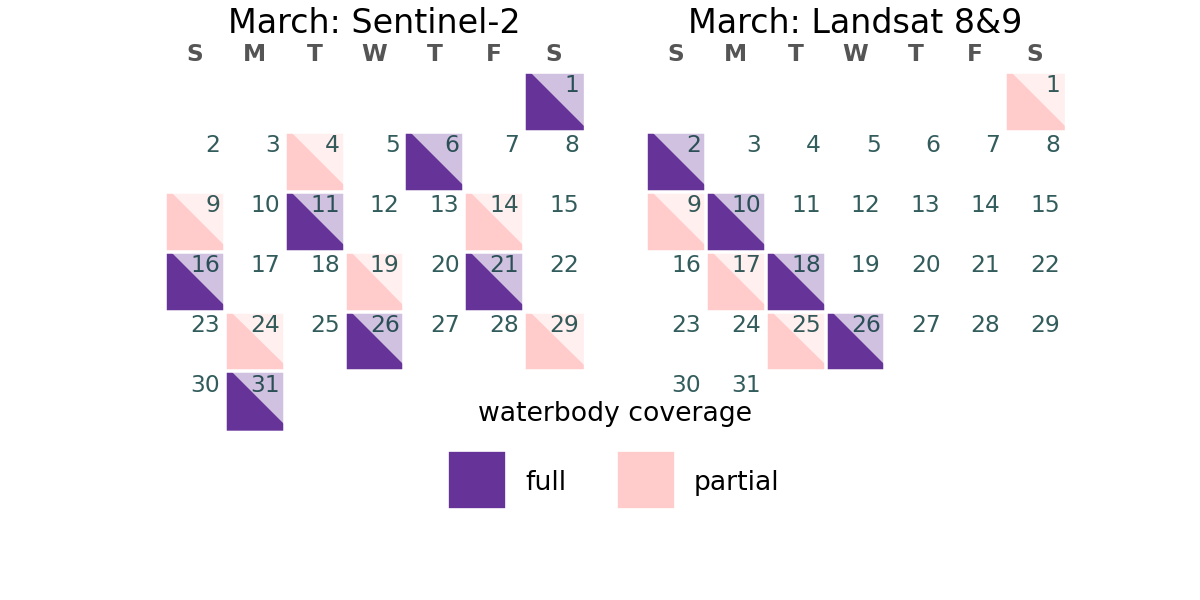 March: Sentinel-2
S M T W T F S
1
2 3 4 5 6 7 8
9 10 11 12 13 14 15
16 17 18 19 20 21 22
23 24 25 26 27 28 29
30 31
March: Landsat 8&9
S M T W T F S
1
2 3 4 5 6 7 8
9 10 11 12 13 14 15
16 17 18 19 20 21 22
23 24 25 26 27 28 29
30 31
waterbody coverage
full partial